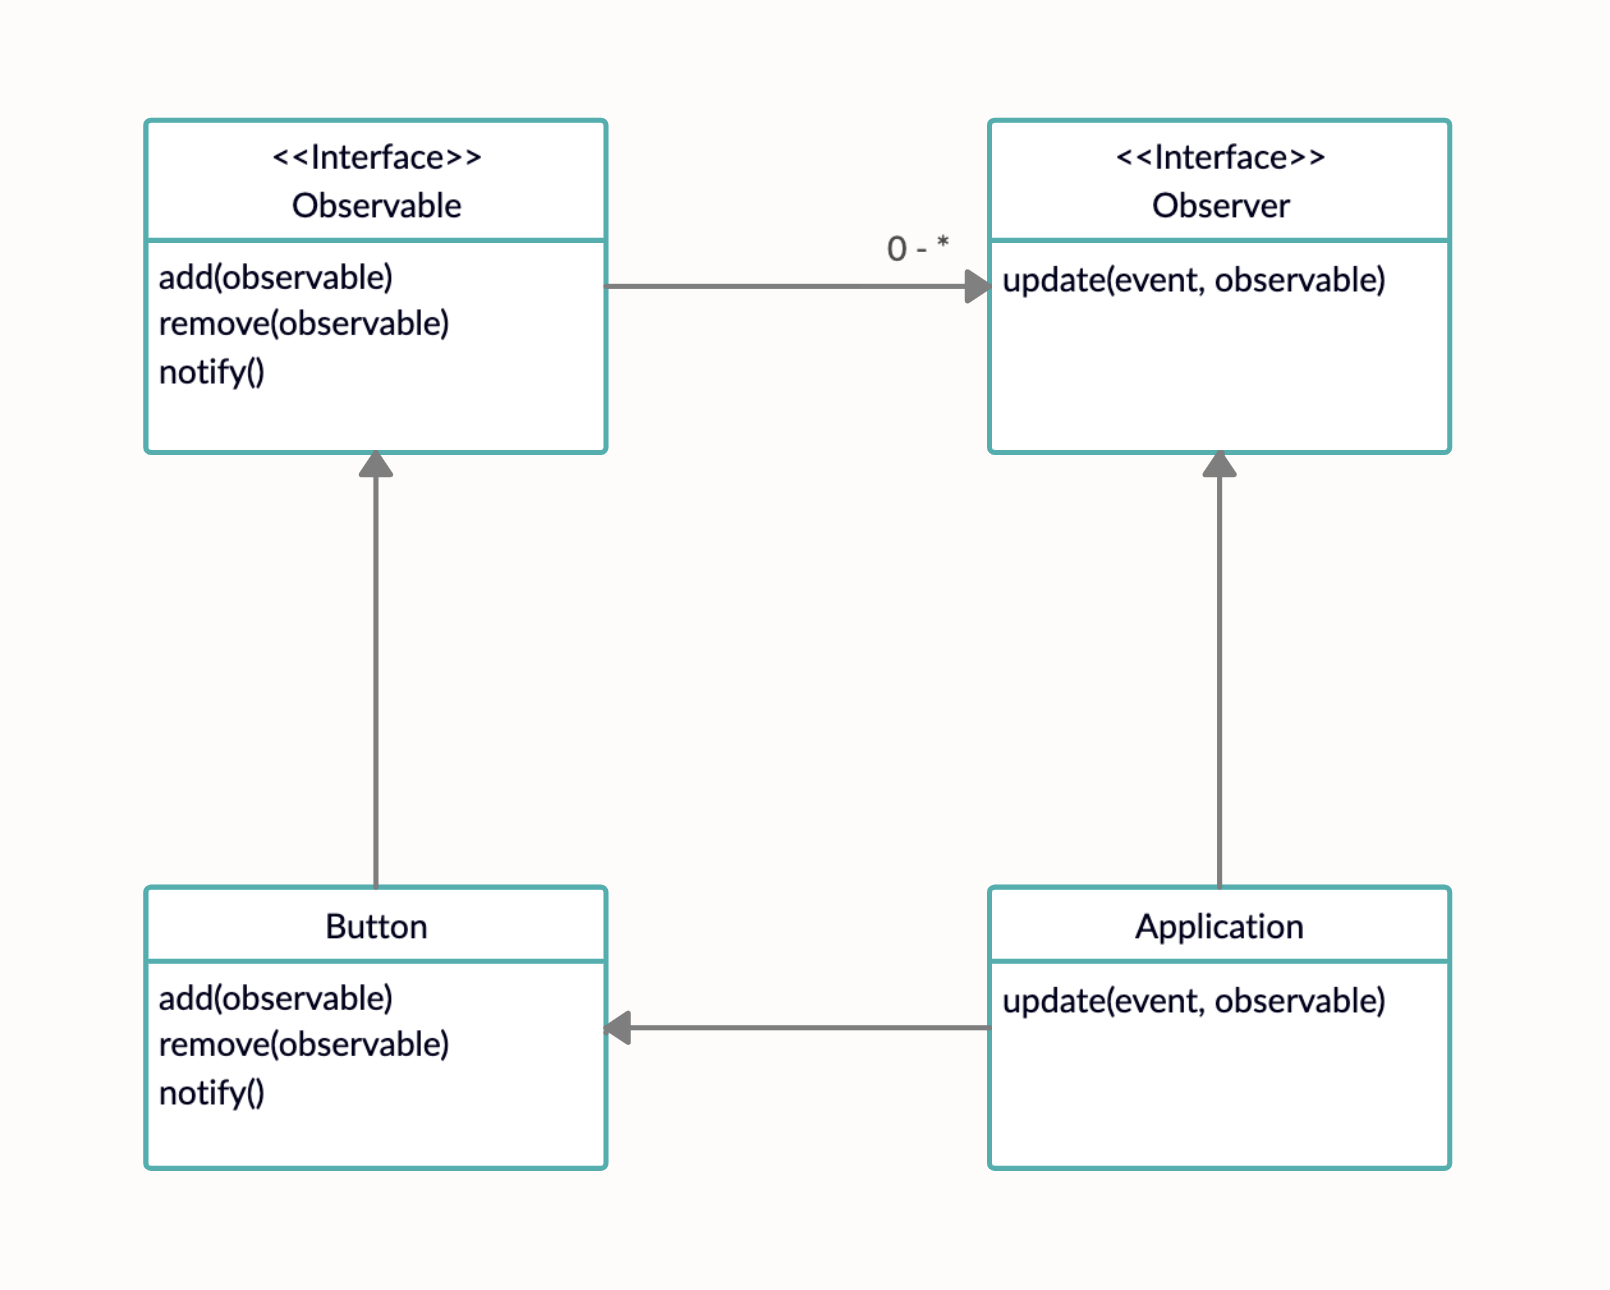 <<Interface>>
Observable
add(observable)
remove(observable)
notify()
0 - *
<<Interface>>
Observer
update(event, observable)
Button
add(observable)
remove(observable)
notify()
Application
update(event, observable)